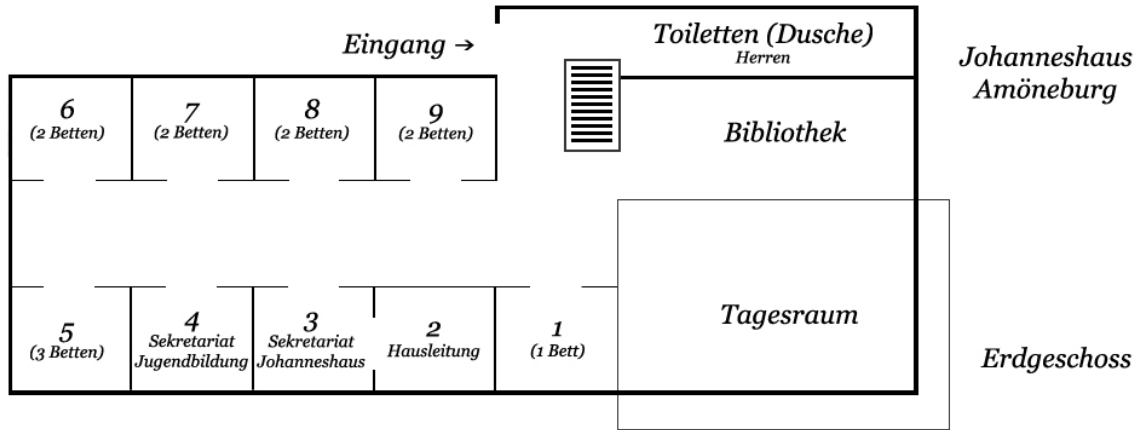 Eingang →
Toiletten (Dusche)
Herren
Johanneshaus
Amöneburg
6
(2 Betten)
7
(2 Betten)
8
(2 Betten)
9
(2 Betten)
Bibliothek
5
(3 Betten)
4
Sekretariat
Jugendbildung
3
Sekretariat
Johanneshaus
2
Hausleitung
1
(1 Bett)
Tagesraum
Erdgeschoss